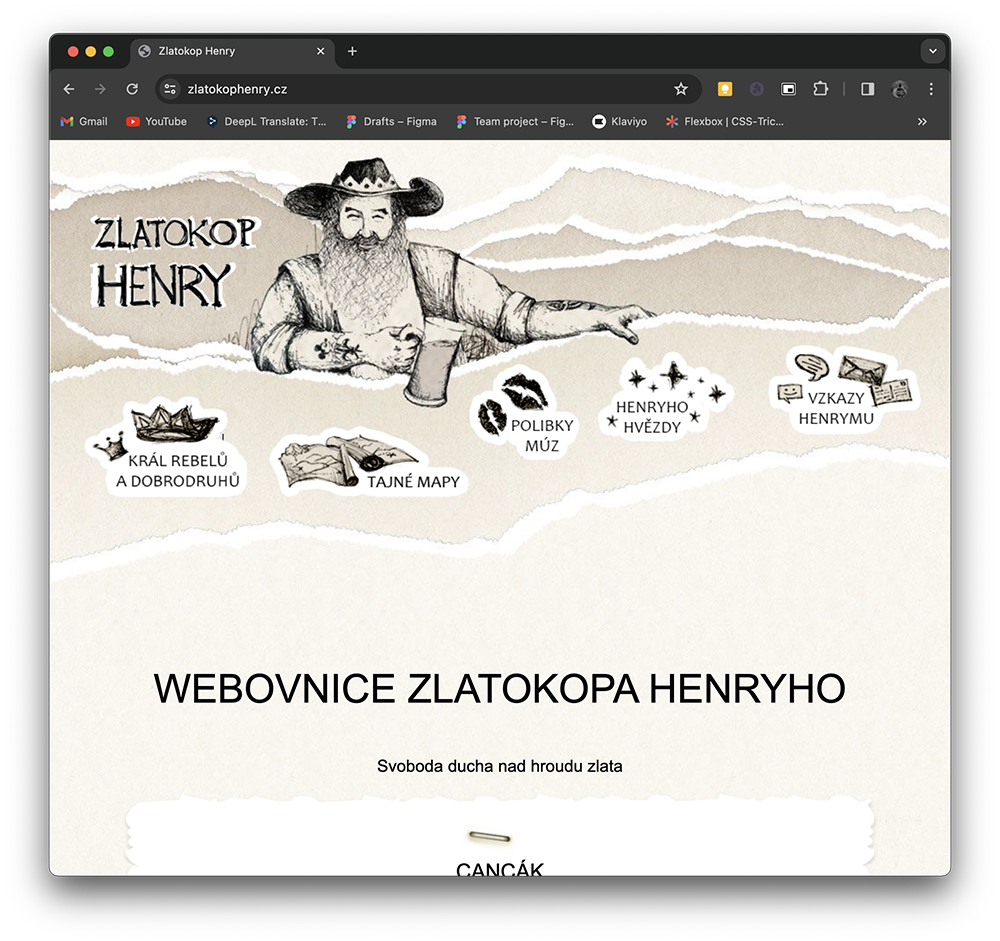 Zlatokop Henry
zlatokophenry.cz
Gmail
YouTube
DeepL Translate: T...
Drafts – Figma
Team project – Fig...
Klaviyo
Flexbox | CSS-Tric...
ZLATOKOP
HENRY
KRÁL REBELŮ
A DOBRODRUHŮ
TAJNÉ MAPY
POLIBKY
MÚZ
HENRYHO
HVĚZDY
VZKAZY
HENRYMU
WEBOVNICE ZLATOKOPA HENRYHO
Svoboda ducha nad hroudu zlata
CANCÁK